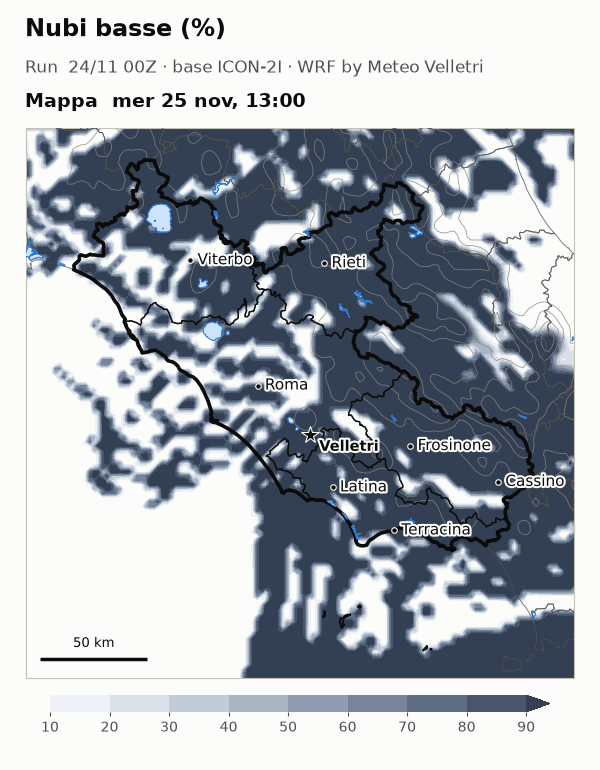 Nubi basse (%)
Run  24/11 00Z · base ICON-2I · WRF by Meteo Velletri
Mappa  mer 25 nov, 13:00
Viterbo
Rieti
Roma
Velletri
Frosinone
Cassino
Latina
Terracina
50 km
10 20 30 40 50 60 70 80 90